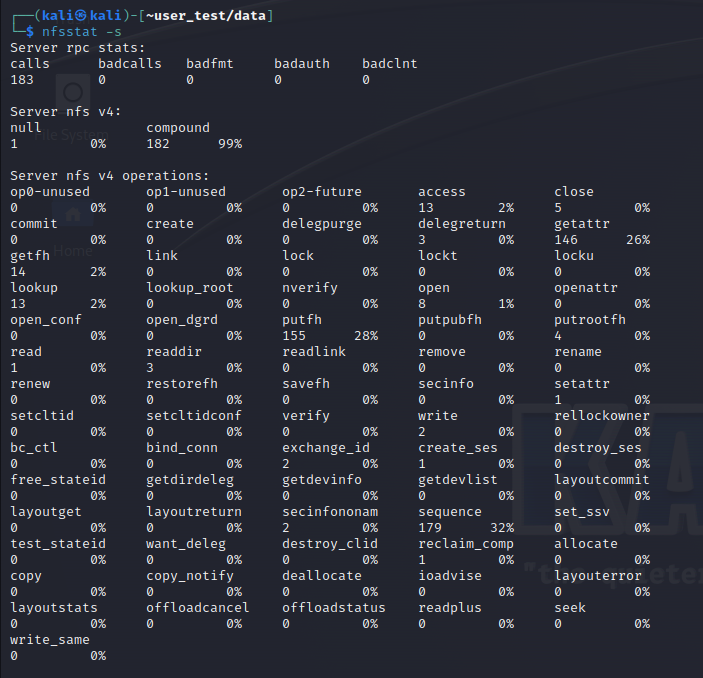 (kali㉿kali)-[~user_test/data]
$ nfsstat -s
Server rpc stats:
calls      badcalls   badfmt     badauth    badclnt
183        0          0          0          0
Server nfs v4:
null             compound
1         0%     182      99%
Server nfs v4 operations:
op0-unused       op1-unused       op2-future       access           close
0         0%     0         0%     0         0%     13        2%     5         0%
commit           create           delegpurge       delegreturn      getattr
0         0%     0         0%     0         0%     3         0%     146      26%
getfh            link             lock             lockt            locku
14        2%     0         0%     0         0%     0         0%     0         0%
lookup           lookup_root      nverify          open             openattr
13        2%     0         0%     0         0%     8         1%     0         0%
open_conf        open_dgrd        putfh            putpubfh         putrootfh
0         0%     0         0%     155      28%     0         0%     4         0%
read             readdir          readlink         remove           rename
1         0%     3         0%     0         0%     0         0%     0         0%
renew            restorefh        savefh           secinfo          setattr
0         0%     0         0%     0         0%     0         0%     1         0%
setcltid         setcltidconf     verify           write            rellockowner
0         0%     0         0%     0         0%     2         0%     0         0%
bc_ctl           bind_conn        exchange_id      create_ses       destroy_ses
0         0%     0         0%     2         0%     1         0%     0         0%
free_stateid     getdirdeleg      getdevinfo       getdevlist       layoutcommit
0         0%     0         0%     0         0%     0         0%     0         0%
layoutget        layoutreturn     secinfononam     sequence         set_ssv
0         0%     0         0%     2         0%     179      32%     0         0%
test_stateid     want_deleg       destroy_clid     reclaim_comp     allocate
0         0%     0         0%     0         0%     1         0%     0         0%
copy             copy_notify      deallocate       ioadvise         layouterror
0         0%     0         0%     0         0%     0         0%     0         0%
layoutstats      offloadcancel    offloadstatus    readplus         seek
0         0%     0         0%     0         0%     0         0%     0         0%
write_same
0         0%
File System
Home